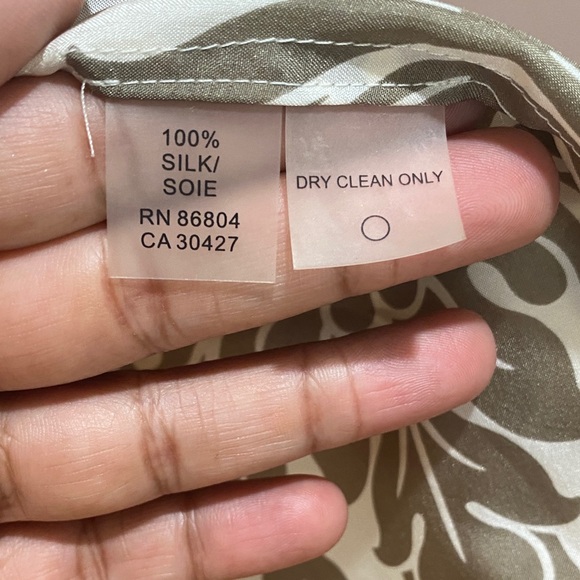 100%
SILK/
SOIE
RN 86804
CA 30427
DRY CLEAN ONLY